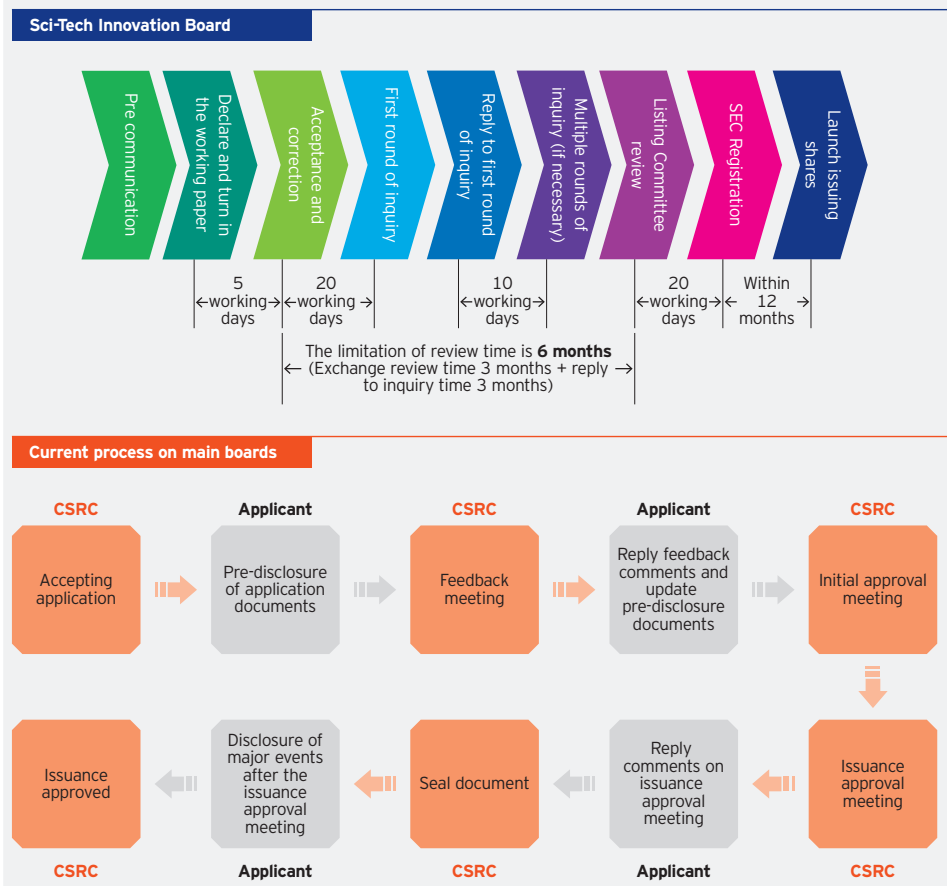 Sci-Tech Innovation Board
Pre communication
Declare and turn in
the working paper
Acceptance and
correction
First round of inquiry
Reply to first round
of inquiry
Multiple rounds of
inquiry (if necessary)
Listing Committee
review
SEC Registration
Launch issuing
shares
5
working
days
20
working
days
10
working
days
20
working
days
Within
12
months
The limitation of review time is 6 months
(Exchange review time 3 months + reply
to inquiry time 3 months)
Current process on main boards
CSRC
Applicant
CSRC
Applicant
CSRC
Accepting
application
Pre-disclosure
of application
documents
Feedback
meeting
Reply feedback
comments and
update
pre-disclosure
documents
Initial approval
meeting
Issuance
approved
Disclosure of
major events
after the
issuance
approval
meeting
Seal document
Reply
comments on
issuance
approval
meeting
Issuance
approval
meeting
CSRC
Applicant
CSRC
Applicant
CSRC